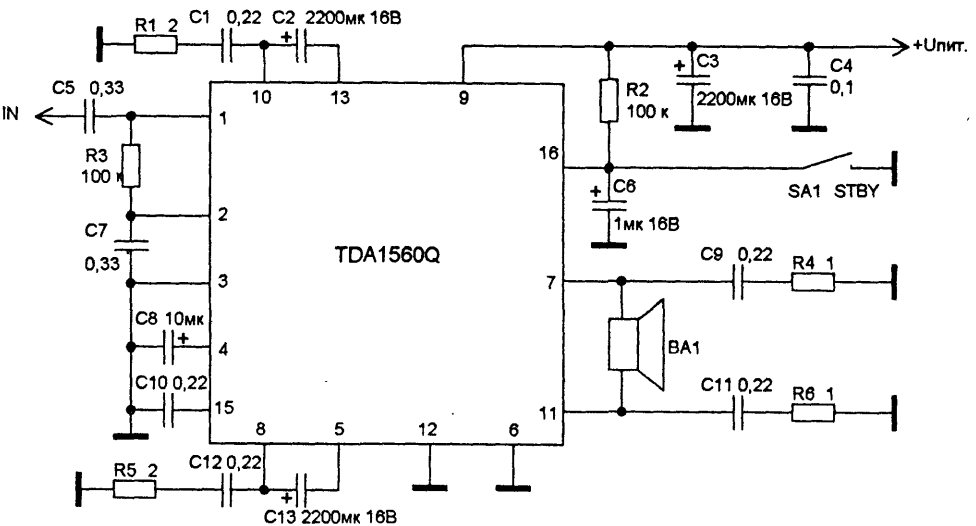 C1 0,22 C2 2200мк 16В
R1 2
+
+Uпит.
10 13 9
C5 0,33
IN
1
R2
100 к
+ C3
2200мк 16В
C4
0,1
R3
100 к
16
SA1 STBY
+ C6
1мк 16В
2
C7
0,33
TDA1560Q
3
7
C9 0,22 R4 1
C8 10мк
+
4
BA1
C10 0,22
15
11
C11 0,22 R6 1
8 5 12 6
R5 2
C12 0,22
+
C13 2200мк 16В